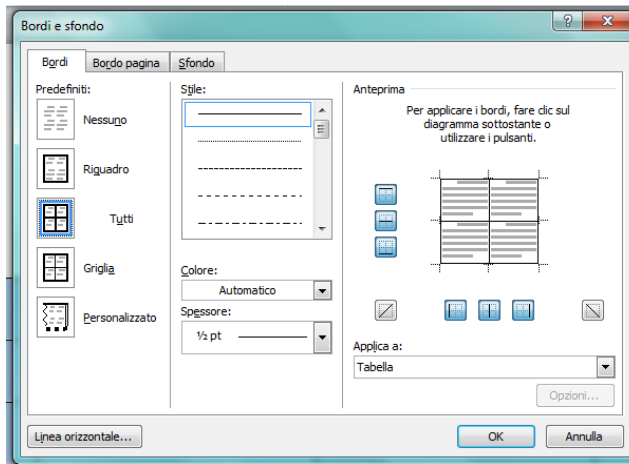 Bordi e sfondo
Bordi
Bordo pagina
Sfondo
Predefiniti:
Nessuno
Riquadro
Tutti
Griglia
Personalizzato
Stile:
Colore:
Automatico
Spessore:
½ pt
Anteprima
Per applicare i bordi, fare clic sul
diagramma sottostante o
utilizzare i pulsanti.
Applica a:
Tabella
Opzioni...
Linea orizzontale...
OK
Annulla